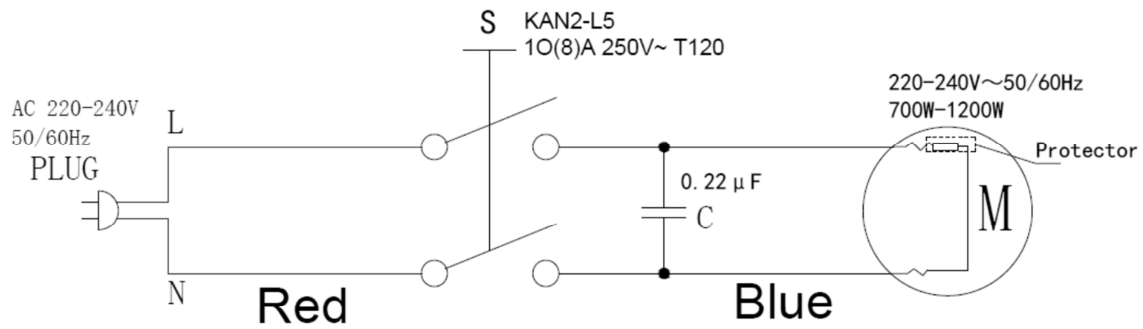 S KAN2-L5
10(8)A 250V~ T120
220-240V～50/60Hz
700W-1200W
AC 220-240V
50/60Hz
L
PLUG
Protector
0.22μF
C
M
N
Red
Blue